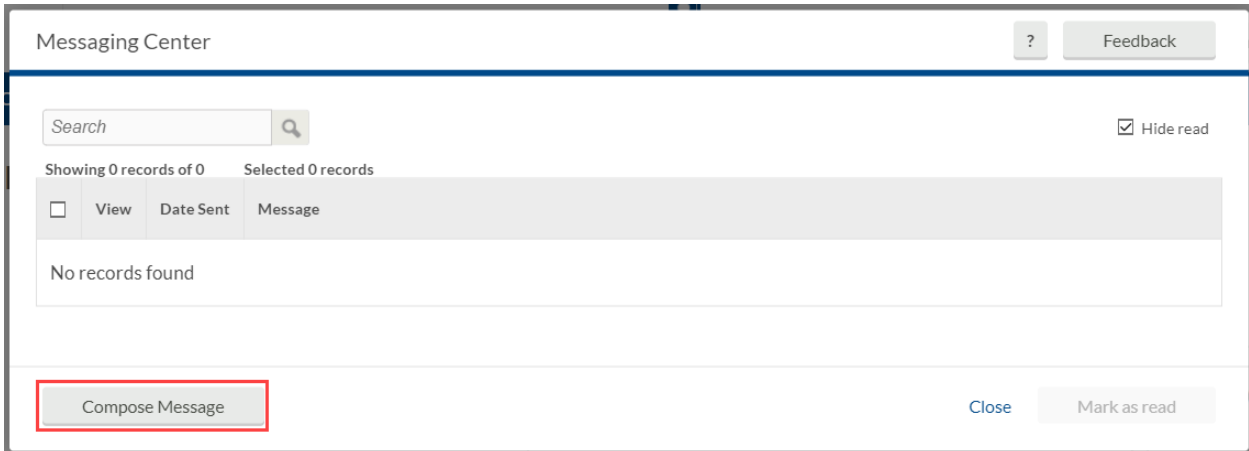 Messaging Center ? Feedback
Search Hide read
Showing 0 records of 0 Selected 0 records
View Date Sent Message
No records found
Compose Message Close Mark as read